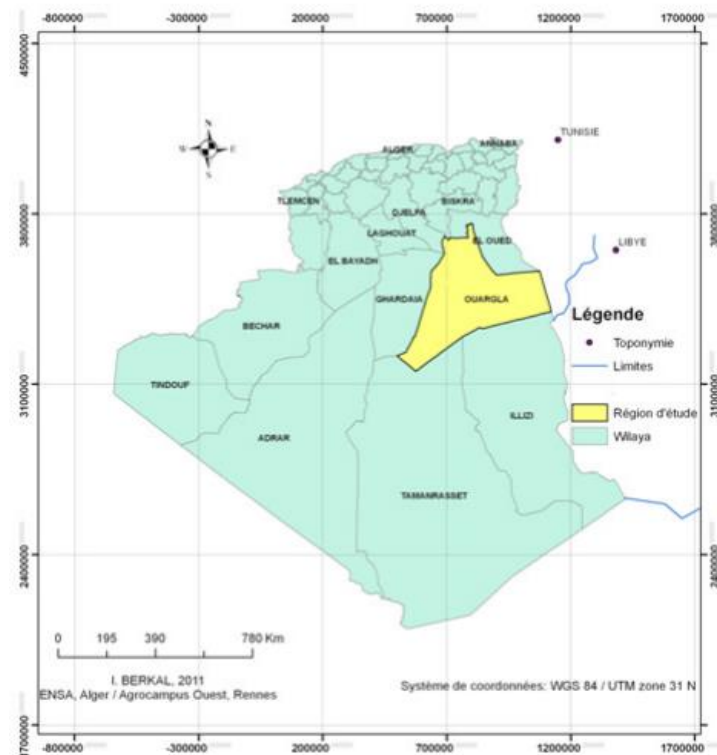 -800000 -300000 200000 700000 1200000 1700000
4500000
N
W E
S
ALGER
ANNABA
TUNISIE
TLEMCEN
BISKRA
DJELFA
3800000 3800000
LAGHOUAT
EL OUED
LIBYE
EL BAYADH
GHARDAIA
OUARGLA
BECHAR
Légende
Toponymie
Limites
TINDOUF
3100000 3100000
ILLIZI
Région d'étude
ADRAR
Wilaya
TAMANRASSET
2400000 2400000
0 195 390 780 Km
I. BERKAL, 2011
ENSA, Alger / Agrocampus Ouest, Rennes
Système de coordonnées: WGS 84 / UTM zone 31 N
1700000 1700000
-800000 -300000 200000 700000 1200000 1700000